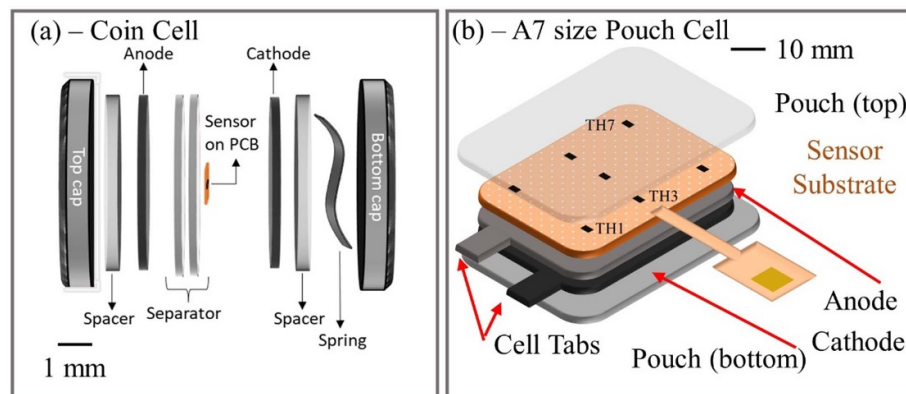 (a) – Coin Cell
Anode
Cathode
Sensor
on PCB
Top cap
Bottom cap
Spacer
Separator
Spacer
Spring
1 mm
(b) – A7 size Pouch Cell
10 mm
Pouch (top)
Sensor
Substrate
TH7
TH3
TH1
Anode
Cathode
Cell Tabs
Pouch (bottom)